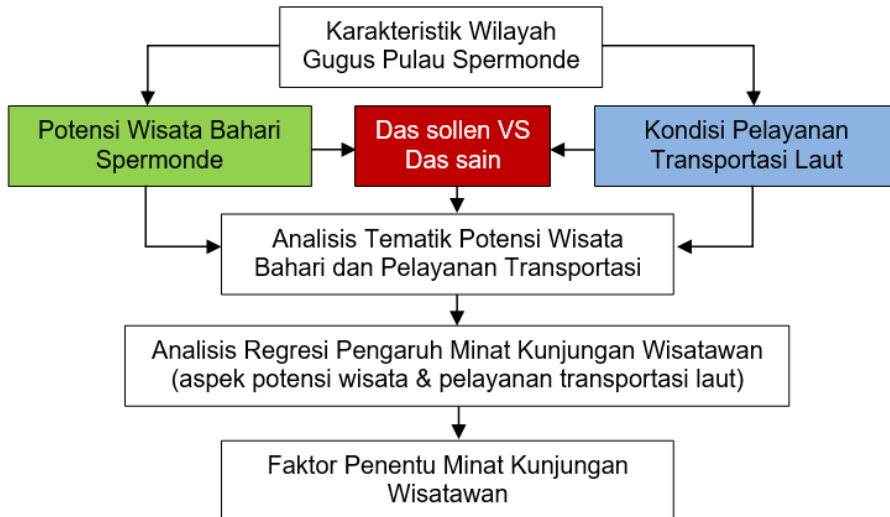 Karakteristik Wilayah
Gugus Pulau Spermonde
Potensi Wisata Bahari
Spermonde
Das sollen VS
Das sain
Kondisi Pelayanan
Transportasi Laut
Analisis Tematik Potensi Wisata
Bahari dan Pelayanan Transportasi
Analisis Regresi Pengaruh Minat Kunjungan Wisatawan
(aspek potensi wisata & pelayanan transportasi laut)
Faktor Penentu Minat Kunjungan
Wisatawan